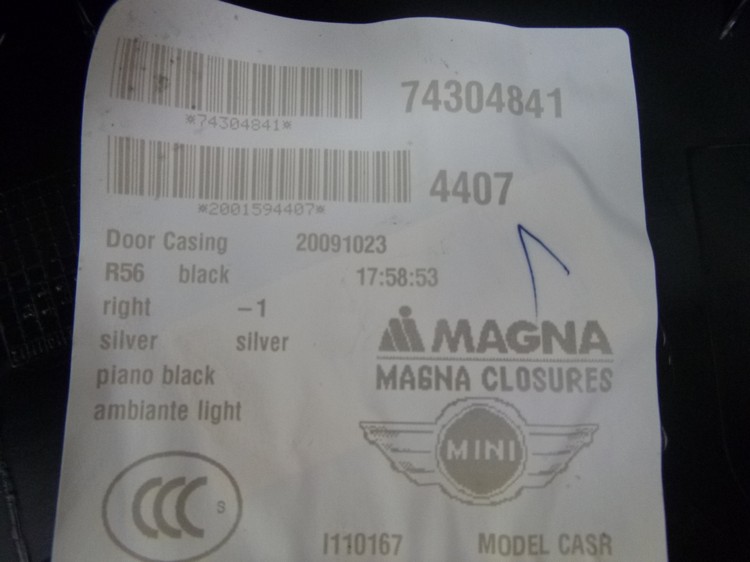 74304841
*74304841*
4407
*2001594407*
Door Casing 20091023
R56 black 17:58:53
right -1
silver silver
piano black
ambiante light
MAGNA
MAGNA CLOSURES
MINI
CCC S
I110167 MODEL CASR